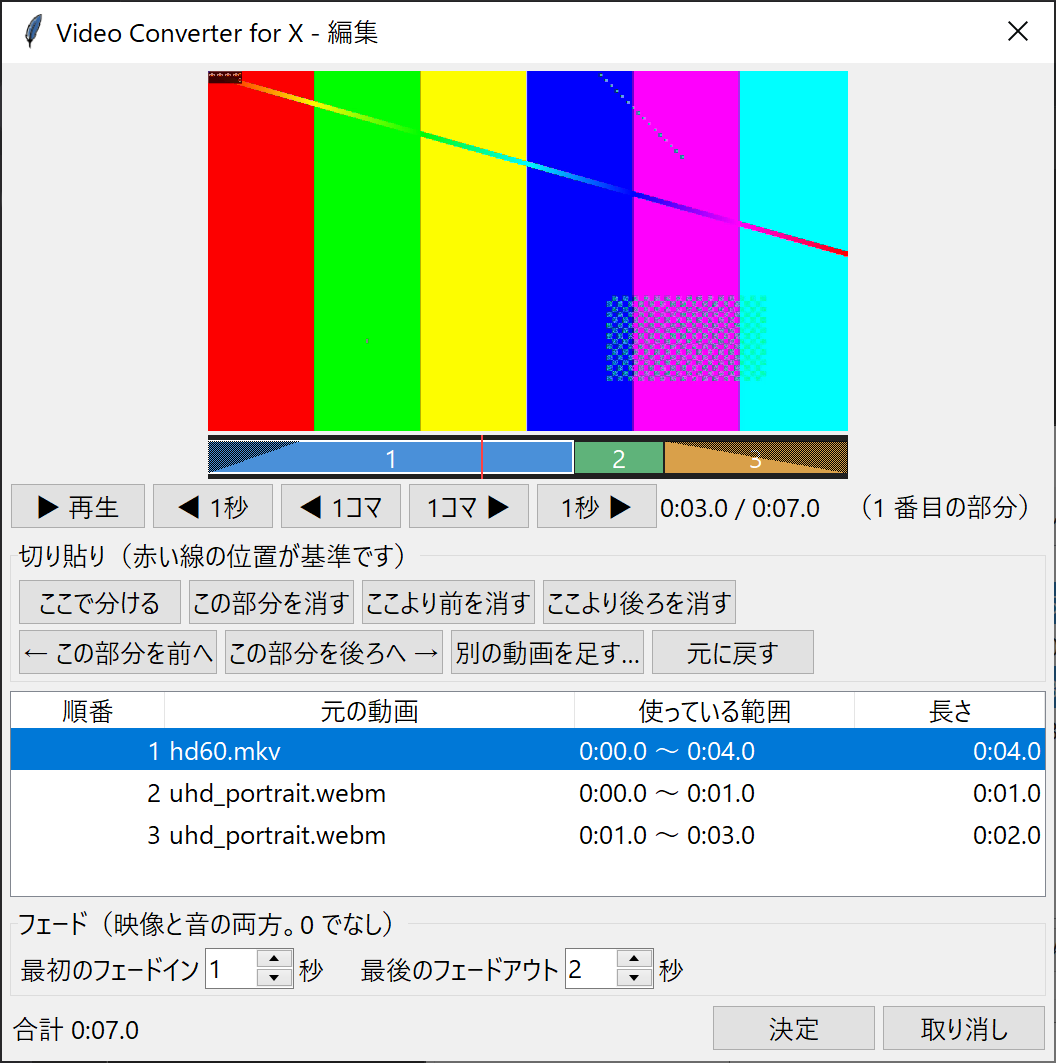 Video Converter for X - 編集
1 2 3
▶ 再生 ◀ 1秒 ◀ 1コマ 1コマ ▶ 1秒 ▶ 0:03.0 / 0:07.0 （1 番目の部分）
切り貼り（赤い線の位置が基準です）
ここで分ける この部分を消す ここより前を消す ここより後ろを消す
← この部分を前へ この部分を後ろへ → 別の動画を足す... 元に戻す
順番 元の動画 使っている範囲 長さ
1 hd60.mkv 0:00.0 ～ 0:04.0 0:04.0
2 uhd_portrait.webm 0:00.0 ～ 0:01.0 0:01.0
3 uhd_portrait.webm 0:01.0 ～ 0:03.0 0:02.0
フェード（映像と音の両方。0 でなし）
最初のフェードイン 1 秒 最後のフェードアウト 2 秒
合計 0:07.0 決定 取り消し